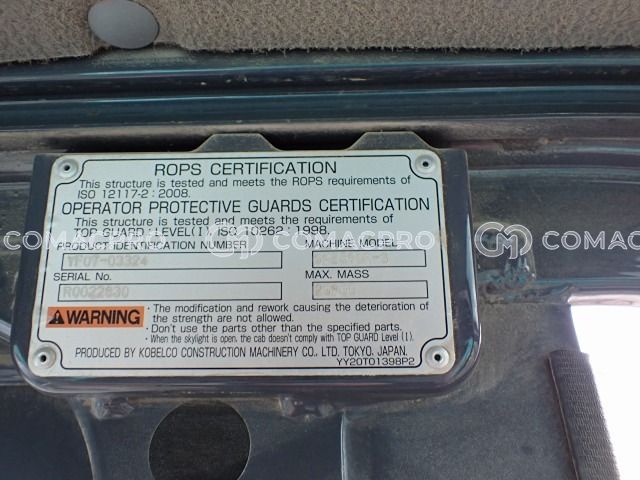 ROPS CERTIFICATION
This structure is tested and meets the ROPS requirements of
ISO 12117-2 : 2008.
OPERATOR PROTECTIVE GUARDS CERTIFICATION
This structure is tested and meets the requirements of
TOP GUARD LEVEL(I), ISO 10262 : 1998.
PRODUCT IDENTIFICATION NUMBER MACHINE MODEL
YF07-03324
SERIAL No. MAX. MASS
R0022830
WARNING
・The modification and rework causing the deterioration of
the strength are not allowed.
・Don't use the parts other than the specified parts.
・When the skylight is open. the cab doesn't comply with TOP GUARD Level (I).
PRODUCED BY KOBELCO CONSTRUCTION MACHINERY CO., LTD. TOKYO, JAPAN.
YY20T01398P2
COMACPRO
COMACPRO
COMACPRO
COMACPRO